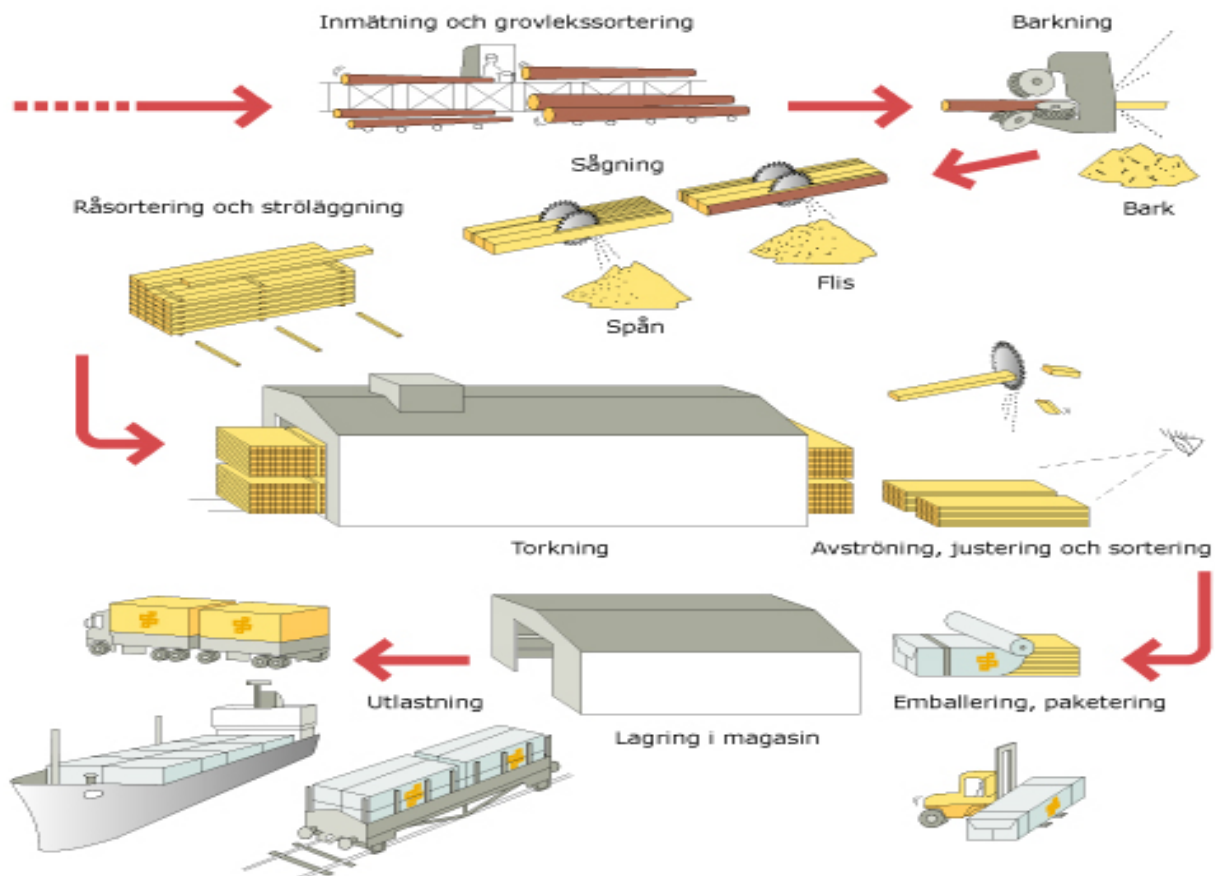 Inmätning och grovlekssortering
Barkning
Sågning
Råsortering och ströläggning
Bark
Flis
Spån
Torkning
Avströning, justering och sortering
Utlastning
Emballering, paketering
Lagring i magasin